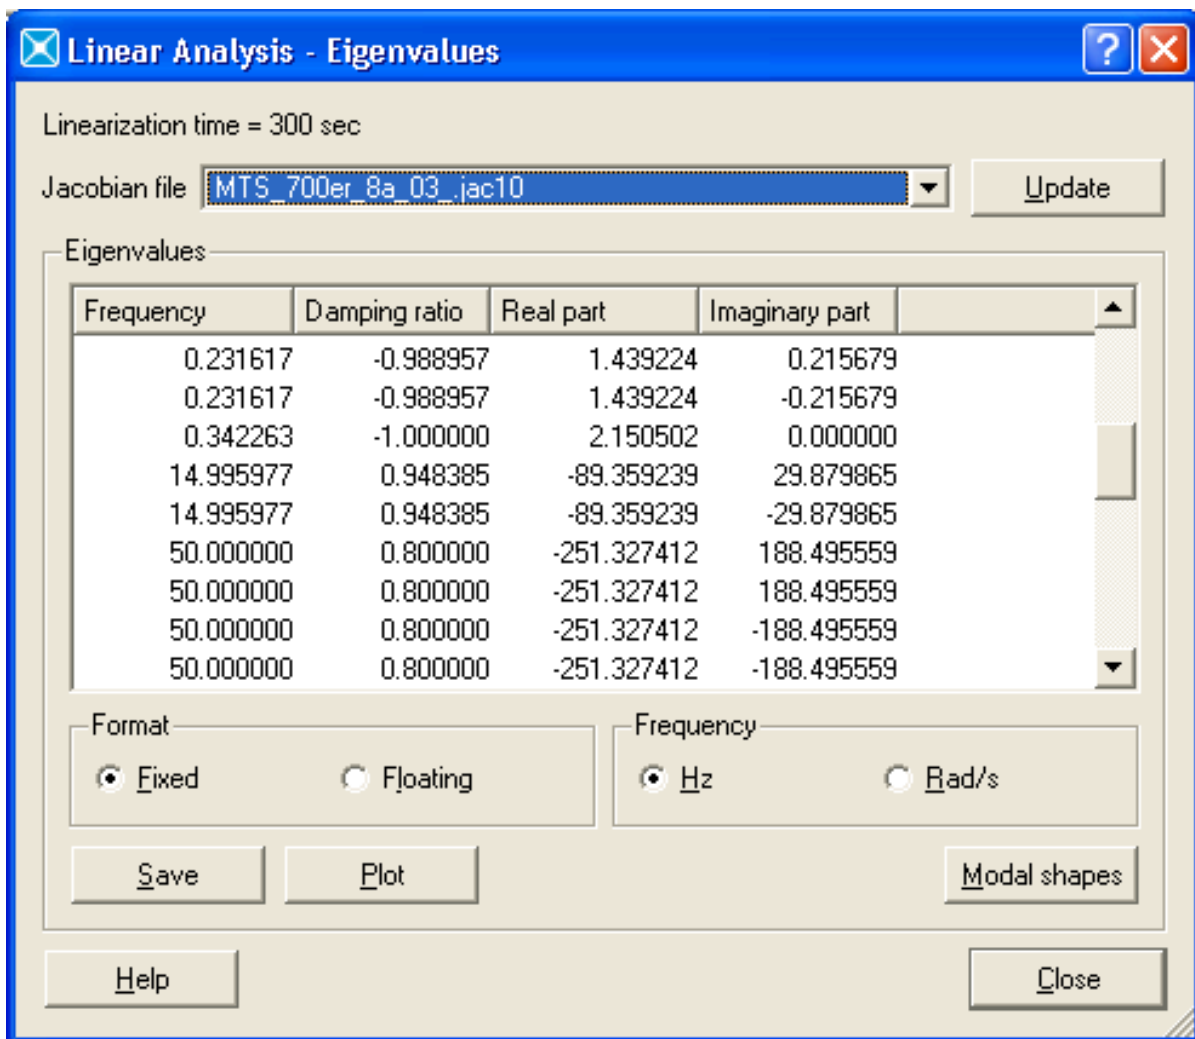 Linear Analysis - Eigenvalues
Linearization time = 300 sec
Jacobian file MTS_700er_8a_03_.jac10 Update
Eigenvalues
Frequency Damping ratio Real part Imaginary part
0.231617 -0.988957 1.439224 0.215679
0.231617 -0.988957 1.439224 -0.215679
0.342263 -1.000000 2.150502 0.000000
14.995977 0.948385 -89.359239 29.879865
14.995977 0.948385 -89.359239 -29.879865
50.000000 0.800000 -251.327412 188.495559
50.000000 0.800000 -251.327412 188.495559
50.000000 0.800000 -251.327412 -188.495559
50.000000 0.800000 -251.327412 -188.495559
Format Frequency
Fixed Floating Hz Rad/s
Save Plot Modal shapes
Help Close